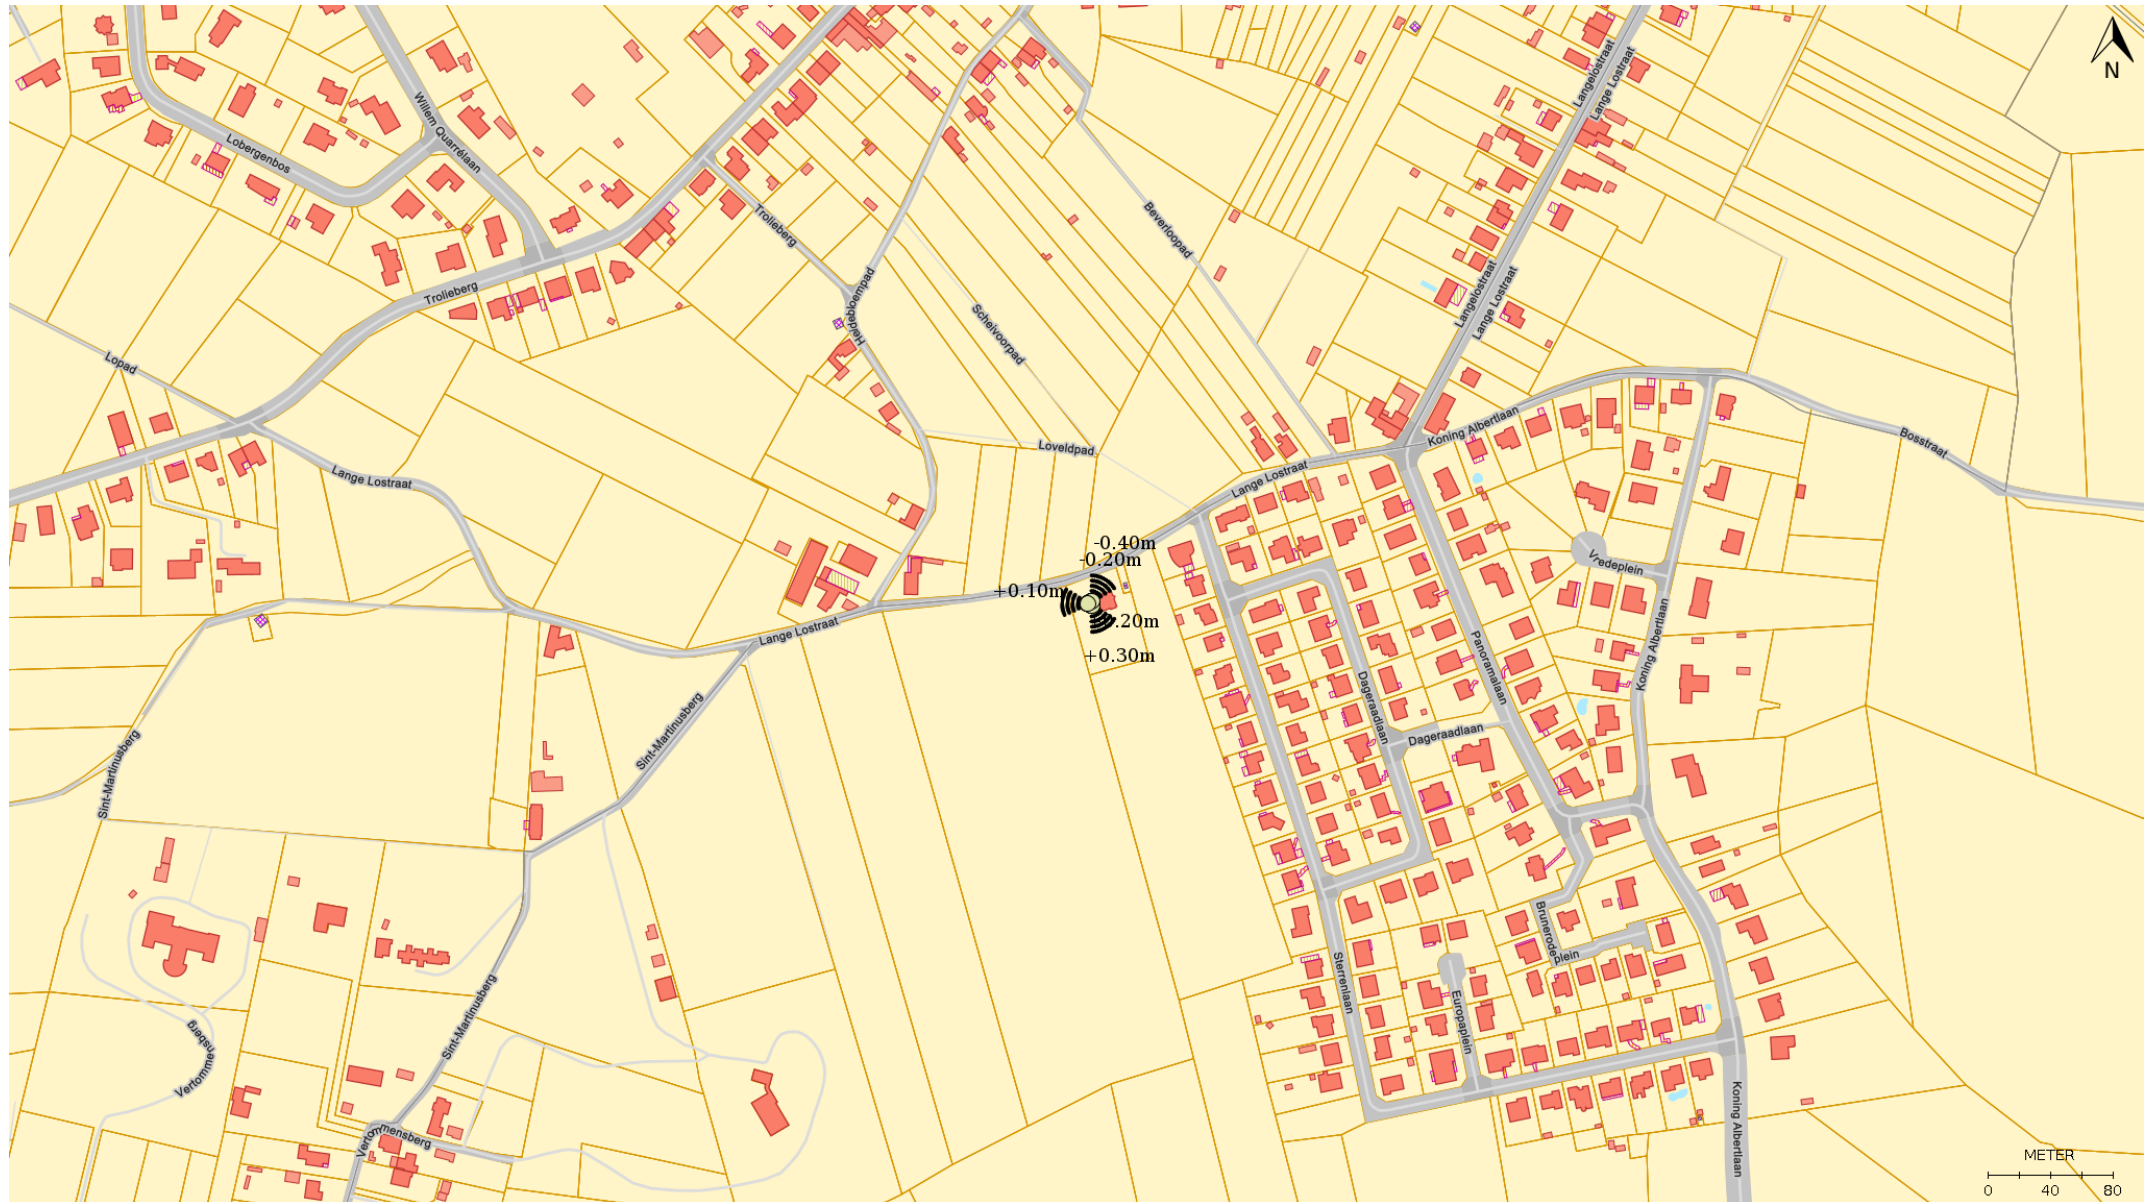 Langelostraat
Lange Lostraat
N
Willem Quarrélaan
Lobergenbos
Trolieberg
Beverloopad
Trolieberg
Heidebloempad
Langelostraat
Lange Lostraat
Schelvoorpad
Lopad
Koning Albertlaan
Bosstraat
Loveldpad
Lange Lostraat
Lange Lostraat
-0.40m
-0.20m
+0.10m
.20m
+0.30m
Vredeplein
Lange Lostraat
Koning Albertlaan
Panoramalaan
Dageraadlaan
Dageraadlaan
Sint-Martinusberg
Sint-Martinusberg
Brunerodeplein
Sterrenlaan
Europaplein
Sint-Martinusberg
Vertommensberg
Vertommensberg
Koning Albertlaan
METER
0 40 80